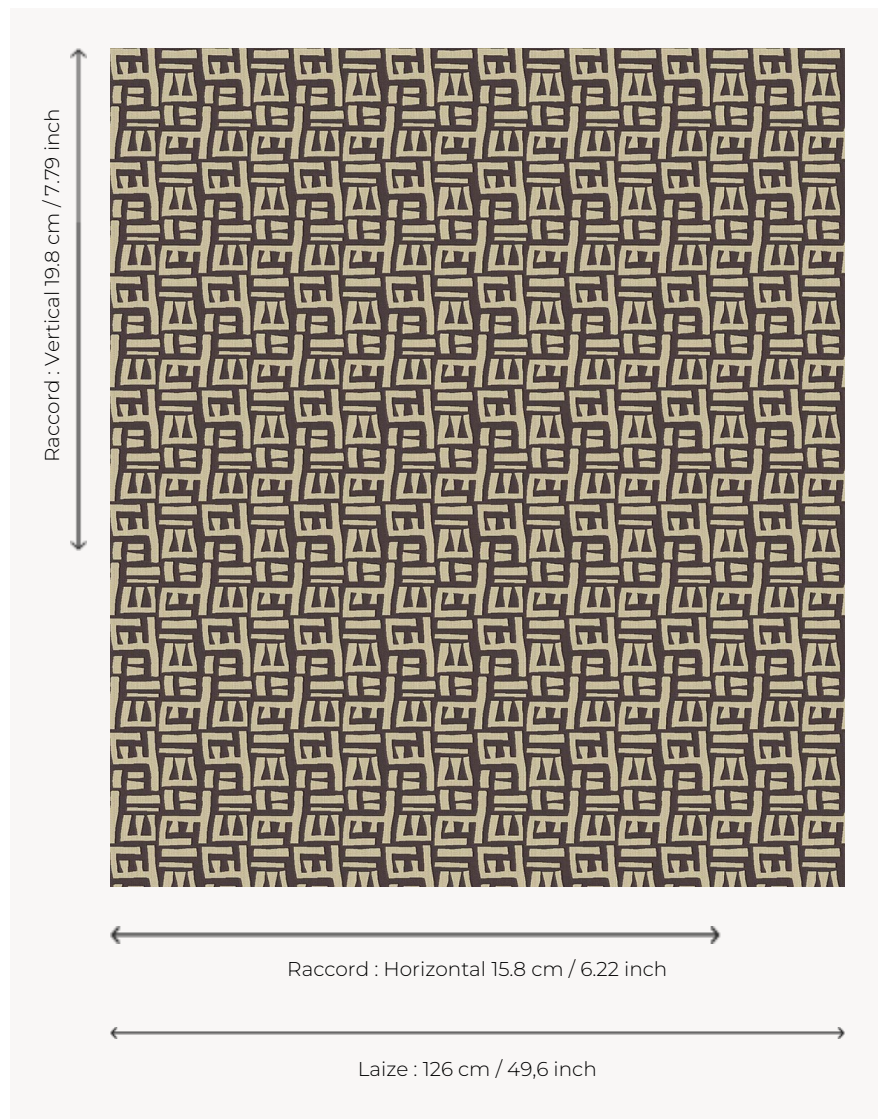 Raccord : Vertical 19.8 cm / 7.79 inch
Raccord : Horizontal 15.8 cm / 6.22 inch
Laize : 126 cm / 49,6 inch